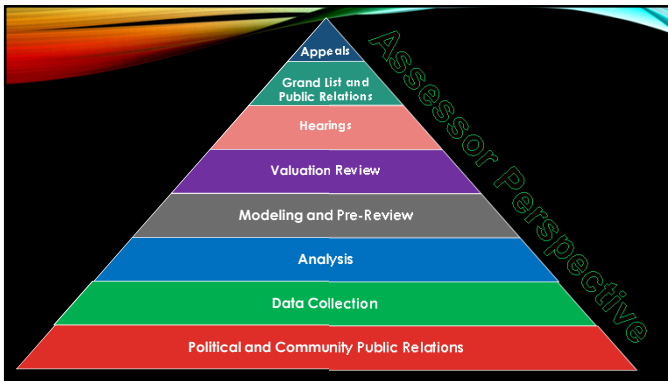 Appeals
Grand List and
Public Relations
Hearings
Valuation Review
Modeling and Pre-Review
Analysis
Data Collection
Political and Community Public Relations
Assessor Perspective